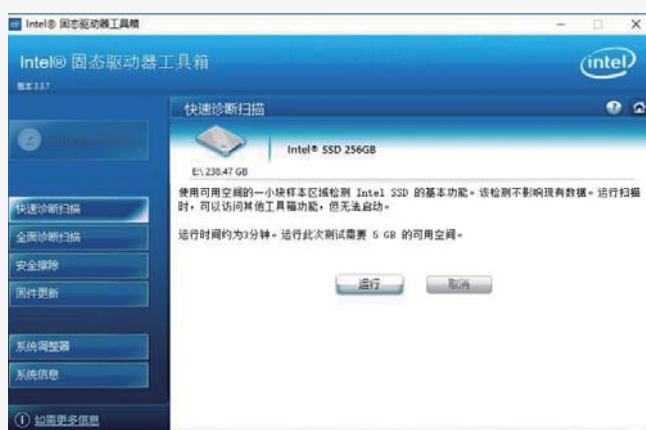 Intel® 固态驱动器工具箱
Intel® 固态驱动器工具箱
版本 3.3.7
intel
快速诊断扫描
Intel® SSD 256GB
E:\ 238.47 GB
使用可用空间的一小块样本区域检测 Intel SSD 的基本功能。该检测不影响现有数据。运行扫描
时，可以访问其他工具箱功能，但无法启动。
运行时间约为3分钟。运行此次测试需要 5 GB 的可用空间。
运行
取消
快速诊断扫描
全面诊断扫描
安全擦除
固件更新
系统调整器
系统信息
如需更多信息